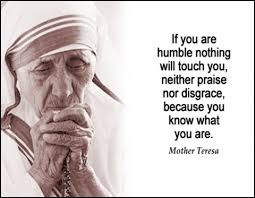 If you are
humble nothing
will touch you,
neither praise
nor disgrace,
because you
know what
you are.
Mother Teresa